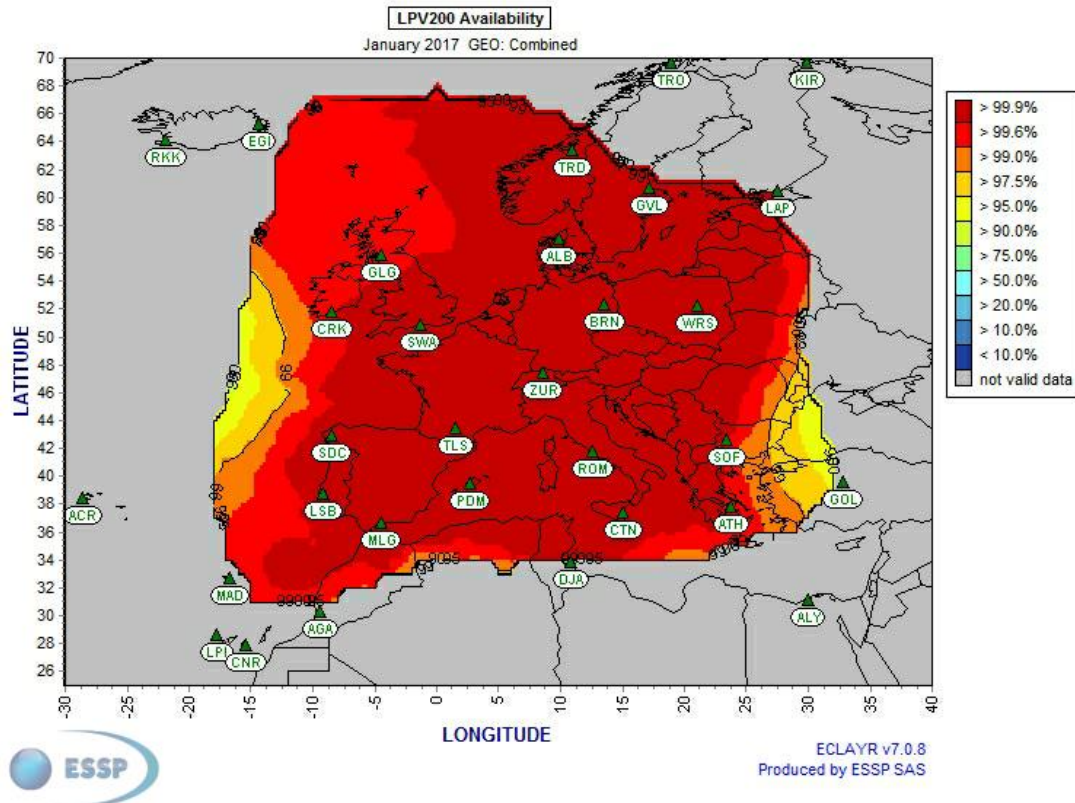 LPV200 Availability
January 2017 GEO: Combined
70
68
66
64
62
60
58
56
54
52
50
48
46
44
42
40
38
36
34
32
30
28
26
LATITUDE
TRO
KIR
EGI
RKK
TRD
GVL
LAP
ALB
GLG
CRK
SWA
BRN
WRS
ZUR
SDC
TLS
ROM
SOF
ACR
LSB
PDM
MLG
CTN
ATH
GOL
MAD
DJA
AGA
ALY
LPI
CNR
99
99
-30
-25
-20
-15
-10
-5
0
5
10
15
20
25
30
35
40
LONGITUDE
> 99.9%
> 99.6%
> 99.0%
> 97.5%
> 95.0%
> 90.0%
> 75.0%
> 50.0%
> 20.0%
> 10.0%
< 10.0%
not valid data
ESSP
ECLAYR v7.0.8
Produced by ESSP SAS